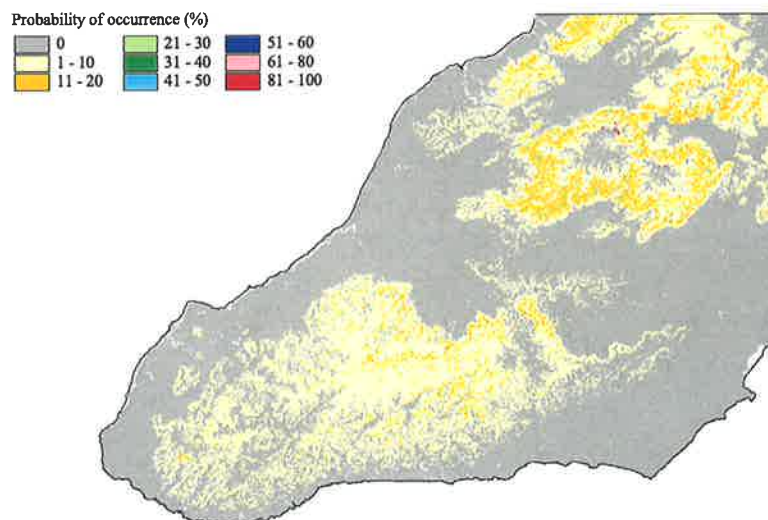 Probability of occurrence (%)
0 21 - 30 51 - 60
1 - 10 31 - 40 61 - 80
11 - 20 41 - 50 81 - 100